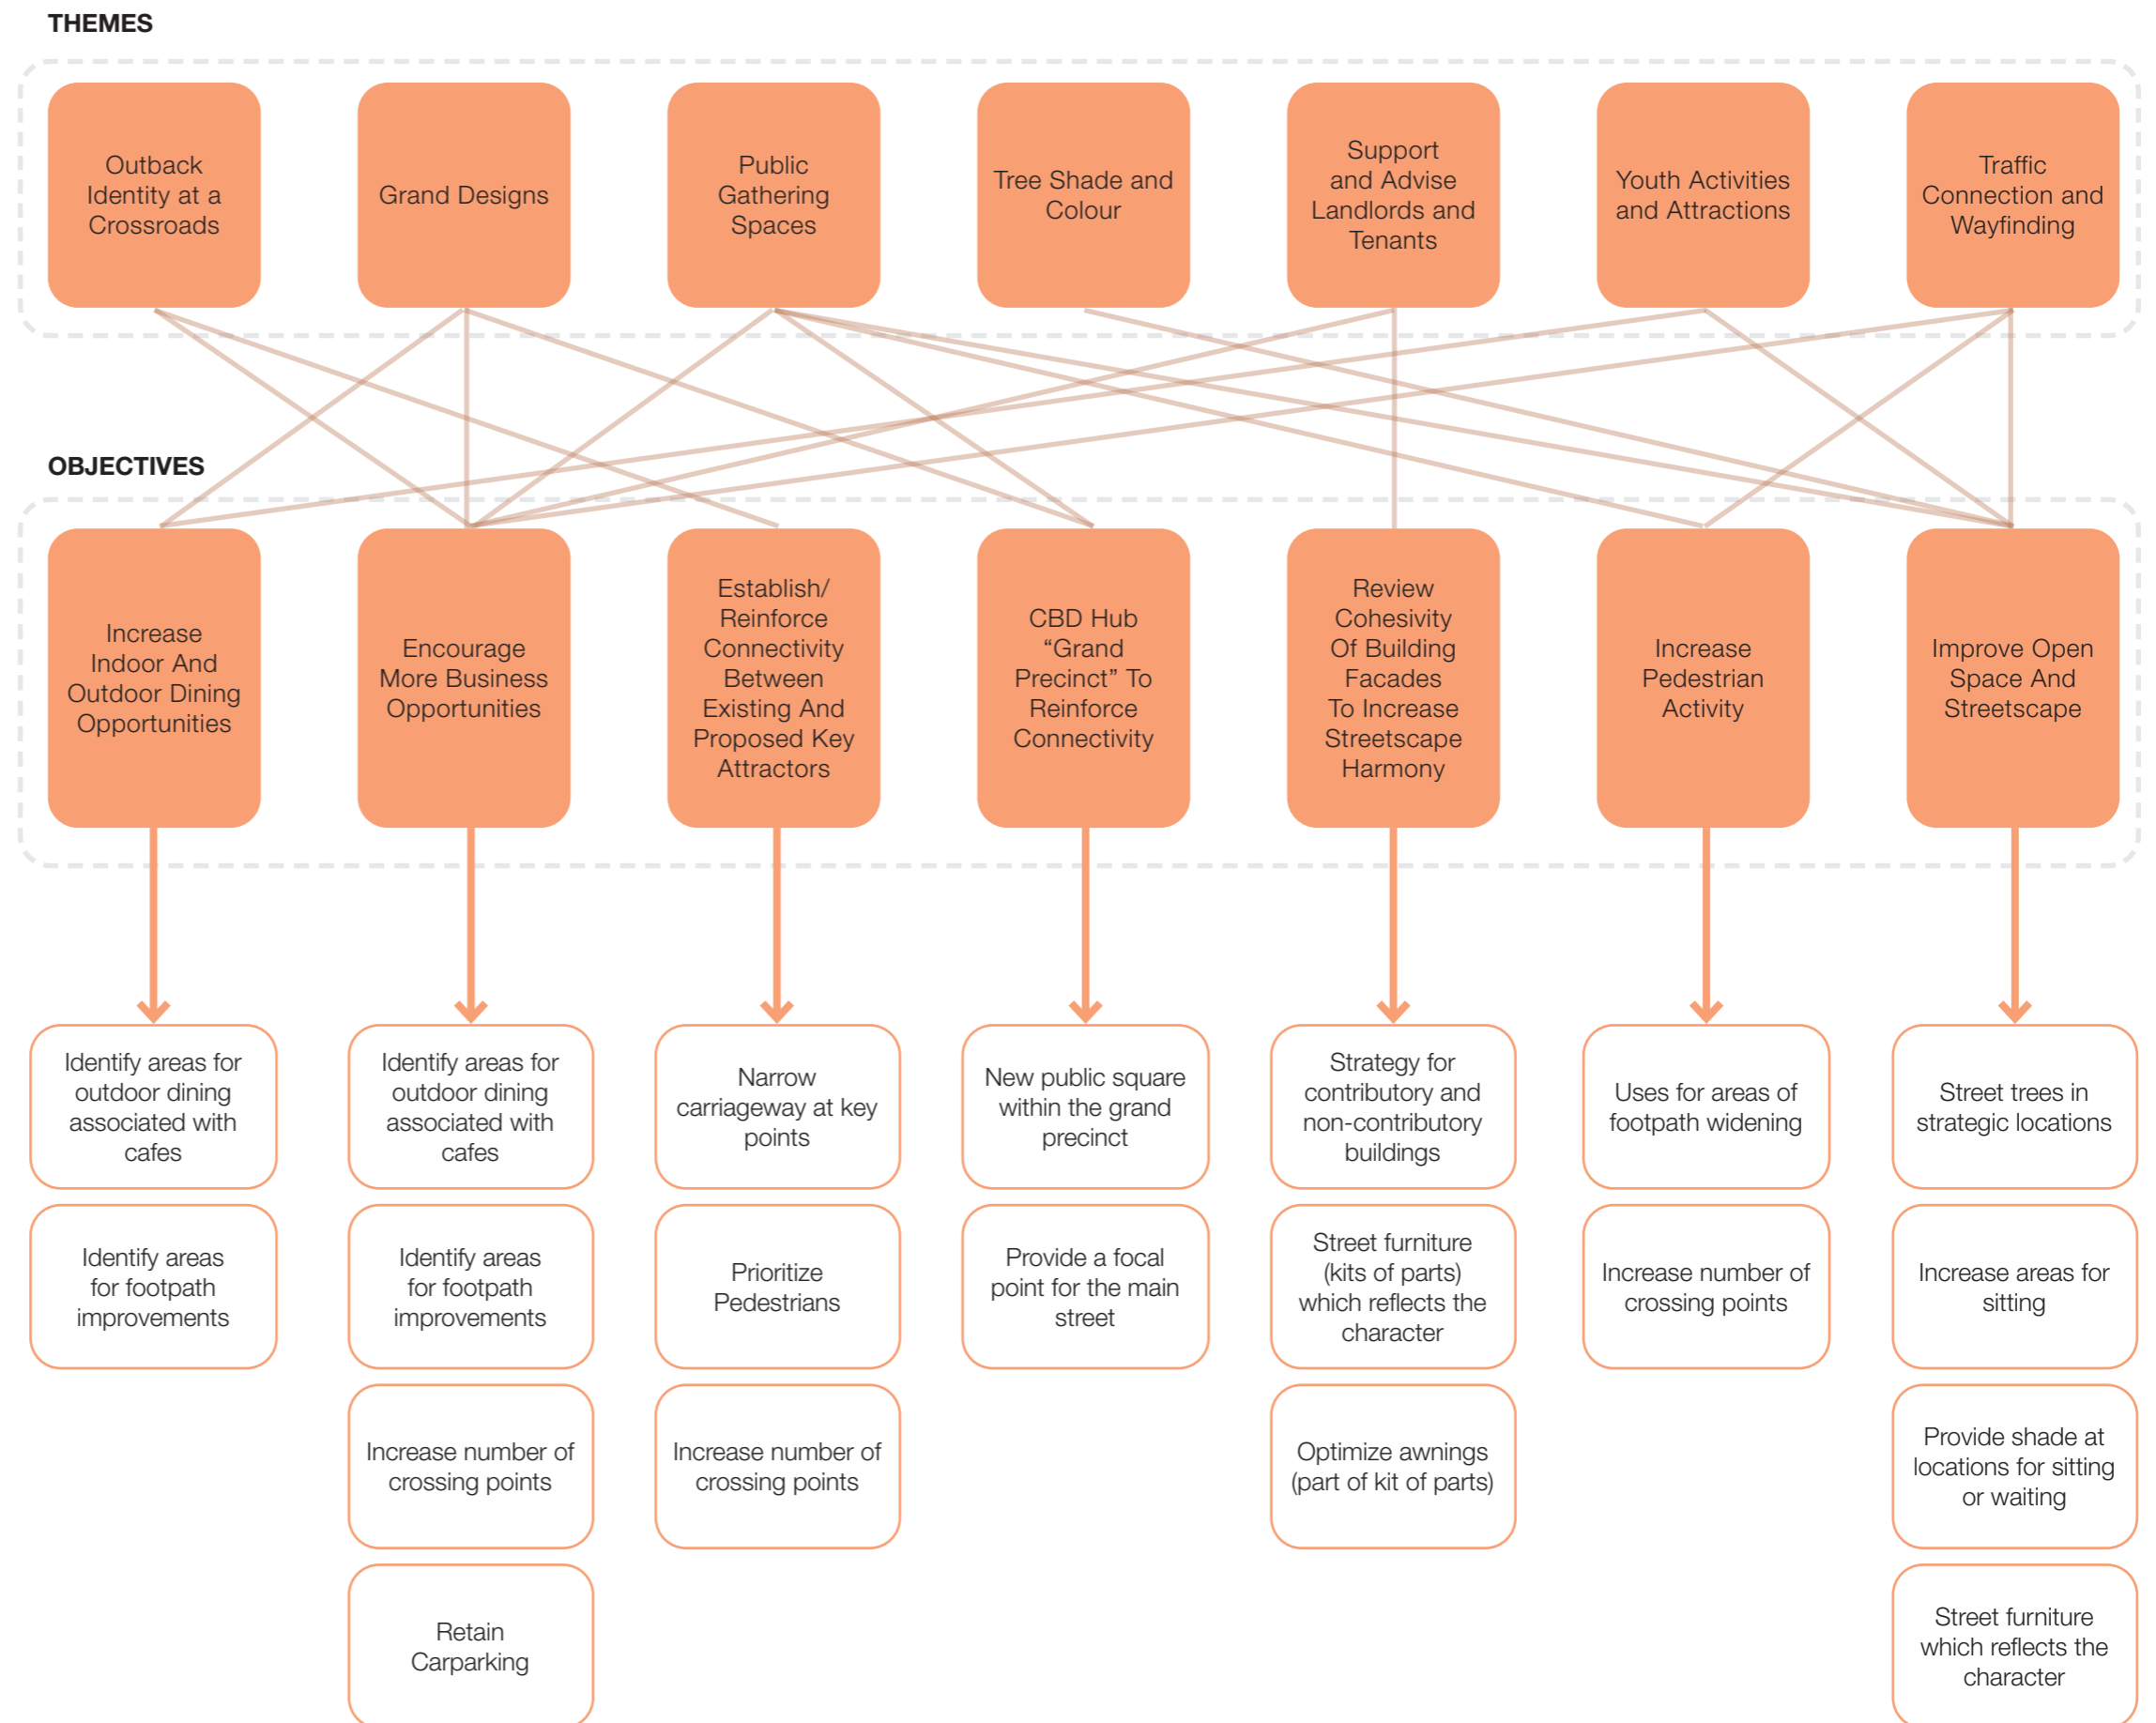 THEMES
Outback
Identity at a
Crossroads
Grand Designs
Public
Gathering
Spaces
Tree Shade and
Colour
Support
and Advise
Landlords and
Tenants
Youth Activities
and Attractions
Traffic
Connection and
Wayfinding
OBJECTIVES
Increase
Indoor And
Outdoor Dining
Opportunities
Encourage
More Business
Opportunities
Establish/
Reinforce
Connectivity
Between
Existing And
Proposed Key
Attractors
CBD Hub
“Grand
Precinct” To
Reinforce
Connectivity
Review
Cohesivity
Of Building
Facades
To Increase
Streetscape
Harmony
Increase
Pedestrian
Activity
Improve Open
Space And
Streetscape
Identify areas for
outdoor dining
associated with
cafes
Identify areas for
outdoor dining
associated with
cafes
Narrow
carriageway at key
points
New public square
within the grand
precinct
Strategy for
contributory and
non-contributory
buildings
Uses for areas of
footpath widening
Street trees in
strategic locations
Identify areas
for footpath
improvements
Identify areas
for footpath
improvements
Prioritize
Pedestrians
Provide a focal
point for the main
street
Street furniture
(kits of parts)
which reflects the
character
Increase number of
crossing points
Increase areas for
sitting
Increase number of
crossing points
Increase number of
crossing points
Optimize awnings
(part of kit of parts)
Provide shade at
locations for sitting
or waiting
Retain
Carparking
Street furniture
which reflects the
character